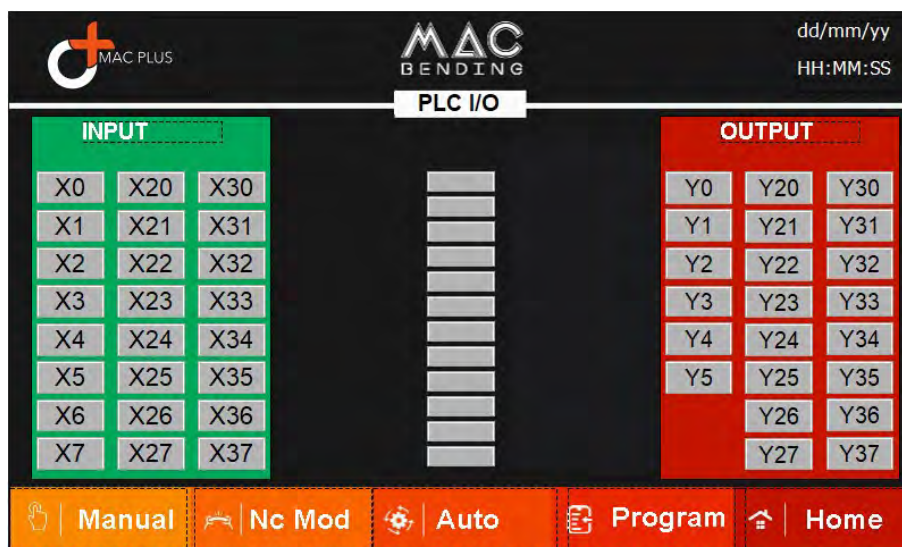 MAC PLUS
MAC
BENDING
dd/mm/yy
HH:MM:SS
PLC I/O
INPUT
OUTPUT
X0 X20 X30 Y0 Y20 Y30
X1 X21 X31 Y1 Y21 Y31
X2 X22 X32 Y2 Y22 Y32
X3 X23 X33 Y3 Y23 Y33
X4 X24 X34 Y4 Y24 Y34
X5 X25 X35 Y5 Y25 Y35
X6 X26 X36 Y26 Y36
X7 X27 X37 Y27 Y37
Manual Nc Mod Auto Program Home